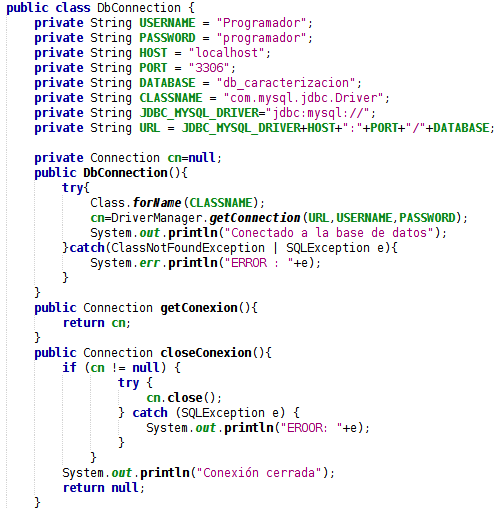 public class DbConnection {
    private String USERNAME = "Programador";
    private String PASSWORD = "programador";
    private String HOST = "localhost";
    private String PORT = "3306";
    private String DATABASE = "db_caracterizacion";
    private String CLASSNAME = "com.mysql.jdbc.Driver";
    private String JDBC_MYSQL_DRIVER="jdbc:mysql://";
    private String URL = JDBC_MYSQL_DRIVER+HOST+":"+PORT+"/"+DATABASE;

    private Connection cn=null;
    public DbConnection(){
        try{
            Class.forName(CLASSNAME);
            cn=DriverManager.getConnection(URL,USERNAME,PASSWORD);
            System.out.println("Conectado a la base de datos");
        }catch(ClassNotFoundException | SQLException e){
            System.err.println("ERROR : "+e);
        }
    }
    public Connection getConexion(){
        return cn;
    }
    public Connection closeConexion(){
        if (cn != null) {
                try {
                    cn.close();
                } catch (SQLException e) {
                    System.out.println("EROOR: "+e);
                }
            }
        System.out.println("Conexión cerrada");
        return null;
    }